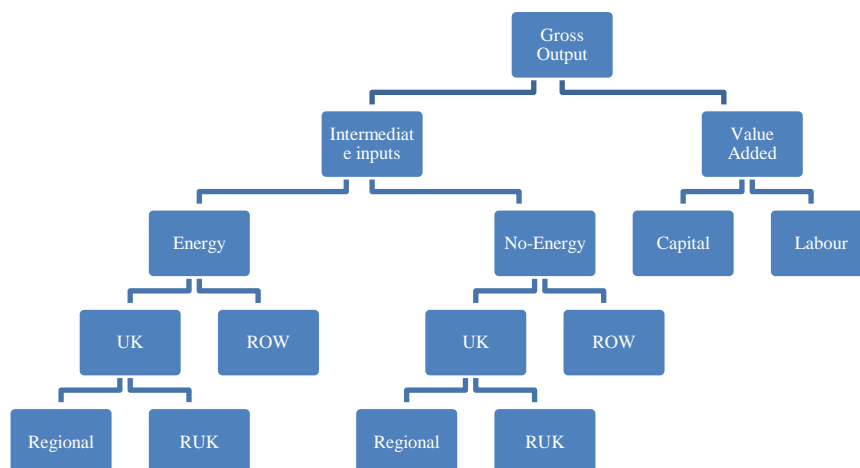 Gross
Output
Intermediat
e inputs
Value
Added
Energy
No-Energy
Capital
Labour
UK
ROW
UK
ROW
Regional
RUK
Regional
RUK